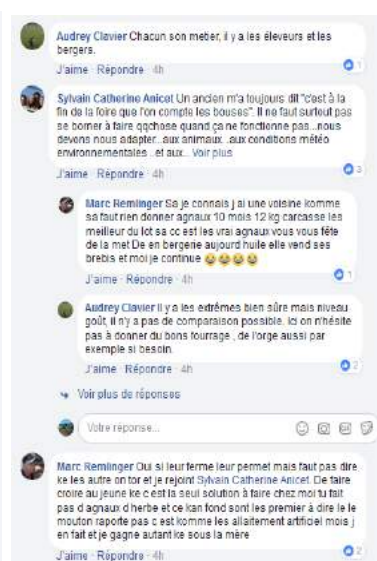 Audrey Clavier Chacun son metier, il y a les éleveurs et les
bergers.
J'aime · Répondre · 4h
1
Sylvain Catherine Anicet Un ancien m'a toujours dit "c'est à la
fin de la foire que l'on compte les bouses". Il ne faut surtout pas
se borner à faire qqchose quand ça ne fonctionne pas...nous
devons nous adapter...aux animaux...aux conditions météo
environnementales ..et aux... Voir plus
J'aime · Répondre · 4h
3
Marc Remlinger Sa je connais j ai une voisine komme
sa faut rien donner agnaux 10 mois 12 kg carcasse les
meilleur du lot sa cc est les vrai agnaux vous vous fête
de la met De en bergerie aujourd huile elle vend ses
brebis et moi je continue 😂😂😂😂
J'aime · Répondre · 4h
1
Audrey Clavier Il y a les extrêmes bien sûre mais niveau
goût, il n'y a pas de comparaison possible. Ici on n'hésite
pas à donner du bons fourrage , de l'orge aussi par
exemple si besoin.
J'aime · Répondre · 4h
2
Voir plus de réponses
Votre réponse...
Marc Remlinger Oui si leur ferme leur permet mais faut pas dire
ke les autre on tor et je rejoint Sylvain Catherine Anicet. De faire
croire au jeune ke c est la seul solution à faire chez moi tu fait
pas d agnaux d herbe et ce kan fond sont les premier à dire le le
mouton raporte pas c est komme les allaitement artificiel mois j
en fait et je gagne autant ke sous la mère
J'aime · Répondre · 4h
2